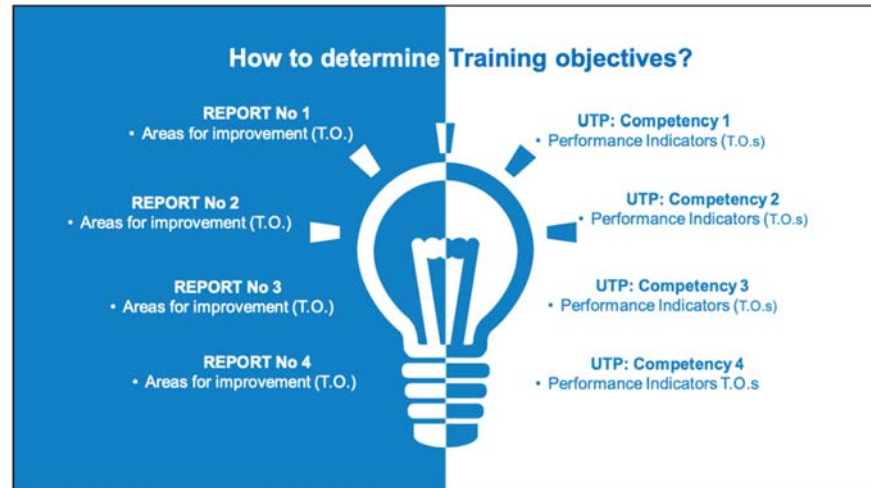 How to determine Training objectives?
REPORT No 1
• Areas for improvement (T.O.)
REPORT No 2
• Areas for improvement (T.O.)
REPORT No 3
• Areas for improvement (T.O.)
REPORT No 4
• Areas for improvement (T.O.)
UTP: Competency 1
• Performance Indicators (T.O.s)
UTP: Competency 2
• Performance Indicators (T.O.s)
UTP: Competency 3
• Performance Indicators (T.O.s)
UTP: Competency 4
• Performance Indicators T.O.s